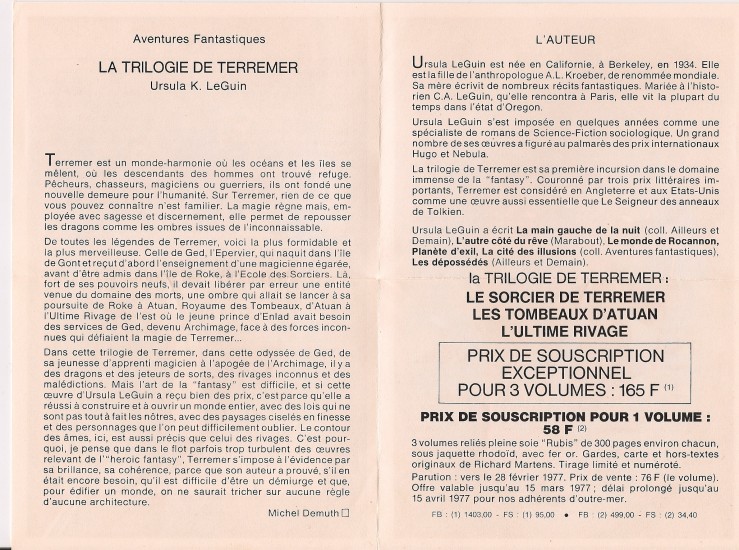 Aventures Fantastiques
LA TRILOGIE DE TERREMER
Ursula K. LeGuin
Terremer est un monde-harmonie où les océans et les îles se
mêlent, où les descendants des hommes ont trouvé refuge.
Pêcheurs, chasseurs, magiciens ou guerriers, ils ont fondé une
nouvelle demeure pour l'humanité. Sur Terremer, rien de ce que
vous pouvez connaître n'est familier. La magie règne mais, em-
ployée avec sagesse et discernement, elle permet de repousser
les dragons comme les ombres issues de l'inconnaissable.
De toutes les légendes de Terremer, voici la plus formidable et
la plus merveilleuse. Celle de Ged, l'Epervier, qui naquit dans l'île
de Gont et reçut d'abord l'enseignement d'une magicienne égarée,
avant d'être admis dans l'île de Roke, à l'Ecole des Sorciers. Là,
fort de ses pouvoirs neufs, il devait libérer par erreur une entité
venue du domaine des morts, une ombre qui allait se lancer à sa
poursuite de Roke à Atuan, Royaume des Tombeaux, d'Atuan à
l'Ultime Rivage de l'est où le jeune prince d'Enlad avait besoin
des services de Ged, devenu Archimage, face à des forces incon-
nues qui défiaient la magie de Terremer...
Dans cette trilogie de Terremer, dans cette odyssée de Ged, de
sa jeunesse d'apprenti magicien à l'apogée de l'Archimage, il y a
des dragons et des jeteurs de sorts, des rivages inconnus et des
malédictions. Mais l'art de la "fantasy" est difficile, et si cette
œuvre d'Ursula LeGuin a reçu bien des prix, c'est parce qu'elle a
réussi à construire et à ouvrir un monde entier, avec des lois qui ne
sont pas tout à fait les nôtres, avec des paysages ciselés en finesse
et des personnages que l'on peut difficilement oublier. Le contour
des âmes, ici, est aussi précis que celui des rivages. C'est pour-
quoi, je pense que dans le flot parfois trop turbulent des œuvres
relevant de l'"heroic fantasy", Terremer s'impose à l'évidence par
sa brillance, sa cohérence, parce que son auteur a prouvé, s'il en
était encore besoin, qu'il est difficile d'être un démiurge et que,
pour édifier un monde, on ne saurait tricher sur aucune règle
d'aucune architecture.
Michel Demuth □
L'AUTEUR
Ursula LeGuin est née en Californie, à Berkeley, en 1934. Elle
est la fille de l'anthropologue A.L. Kroeber, de renommée mondiale.
Sa mère écrivit de nombreux récits fantastiques. Mariée à l'histo-
rien C.A. LeGuin, qu'elle rencontra à Paris, elle vit la plupart du
temps dans l'état d'Oregon.
Ursula LeGuin s'est imposée en quelques années comme une
spécialiste de romans de Science-Fiction sociologique. Un grand
nombre de ses œuvres a figuré au palmarès des prix internationaux
Hugo et Nebula.
La trilogie de Terremer est sa première incursion dans le domaine
immense de la "fantasy". Couronné par trois prix littéraires im-
portants, Terremer est considéré en Angleterre et aux Etats-Unis
comme une œuvre aussi essentielle que Le Seigneur des anneaux
de Tolkien.
Ursula LeGuin a écrit La main gauche de la nuit (coll. Ailleurs et
Demain), L'autre côté du rêve (Marabout), Le monde de Rocannon,
Planète d'exil, La cité des illusions (coll. Aventures fantastiques),
Les dépossédés (Ailleurs et Demain).
la TRILOGIE DE TERREMER :
LE SORCIER DE TERREMER
LES TOMBEAUX D'ATUAN
L'ULTIME RIVAGE
PRIX DE SOUSCRIPTION
EXCEPTIONNEL
POUR 3 VOLUMES : 165 F (1)
PRIX DE SOUSCRIPTION POUR 1 VOLUME :
58 F (2)
3 volumes reliés pleine soie "Rubis" de 300 pages environ chacun,
sous jaquette rhodoïd, avec fer or. Gardes, carte et hors-textes
originaux de Richard Martens. Tirage limité et numéroté.
Parution : vers le 28 février 1977. Prix de vente : 76 F (le volume).
Offre valable jusqu'au 15 mars 1977 ; délai prolongé jusqu'au
15 avril 1977 pour nos adhérents d'outre-mer.
FB : (1) 1403,00 - FS : (1) 95,00 • FB : (2) 499,00 - FS : (2) 34,40